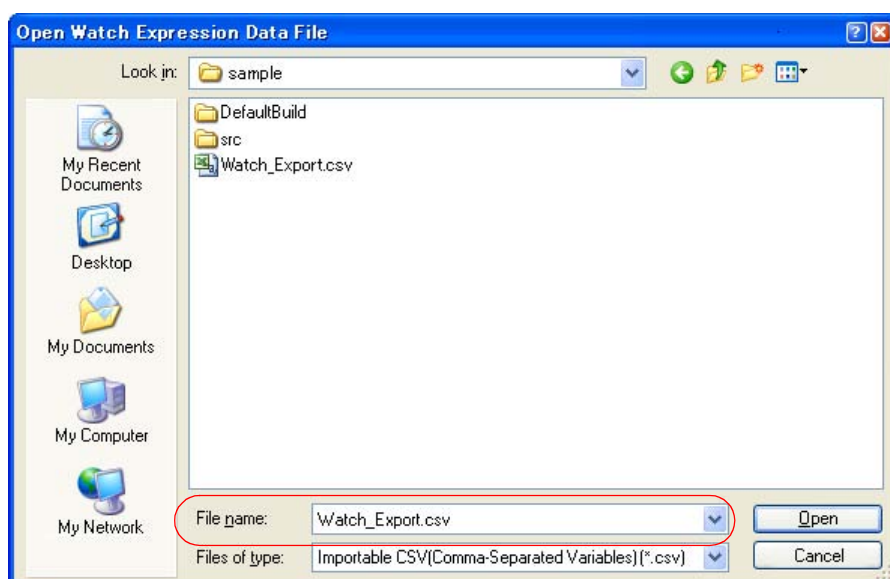 Open Watch Expression Data File
Look in: sample
DefaultBuild
src
Watch_Export.csv
My Recent
Documents
Desktop
My Documents
My Computer
My Network
File name: Watch_Export.csv Open
Files of type: Importable CSV(Comma-Separated Variables)(*.csv) Cancel